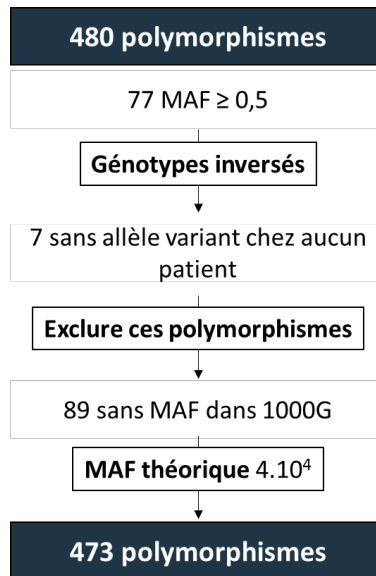 480 polymorphismes
77 MAF ≥ 0,5
Génotypes inversés
7 sans allèle variant chez aucun
patient
Exclure ces polymorphismes
89 sans MAF dans 1000G
MAF théorique 4.10⁴
473 polymorphismes